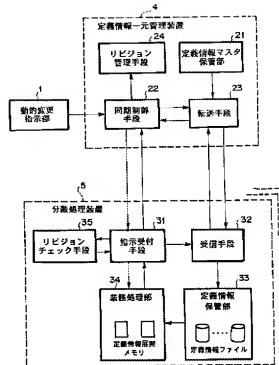 4
定義情報一元管理装置
24
リビジョン
管理手段
21
定義情報マスタ
保管部
1
動的変更
指示部
22
同期制御
手段
23
転送手段
5
分散処理装置
35
リビジョン
チェック手段
31
指示受付
手段
32
受信手段
34
業務処理部
定義情報展開
メモリ
33
定義情報
保管部
定義情報ファイル